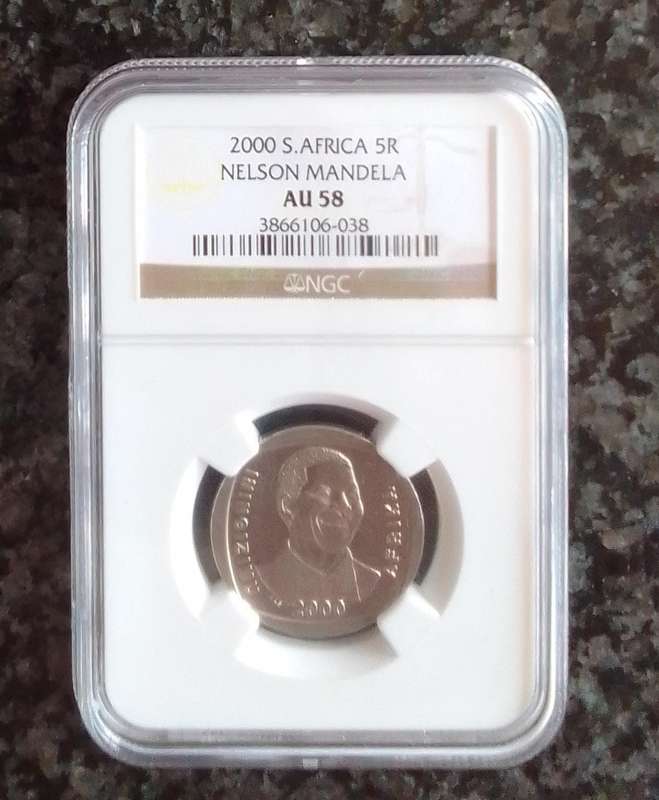 2000 S.AFRICA 5R
NELSON MANDELA
AU 58
3866106-038
NGC
AFRIKA
2000